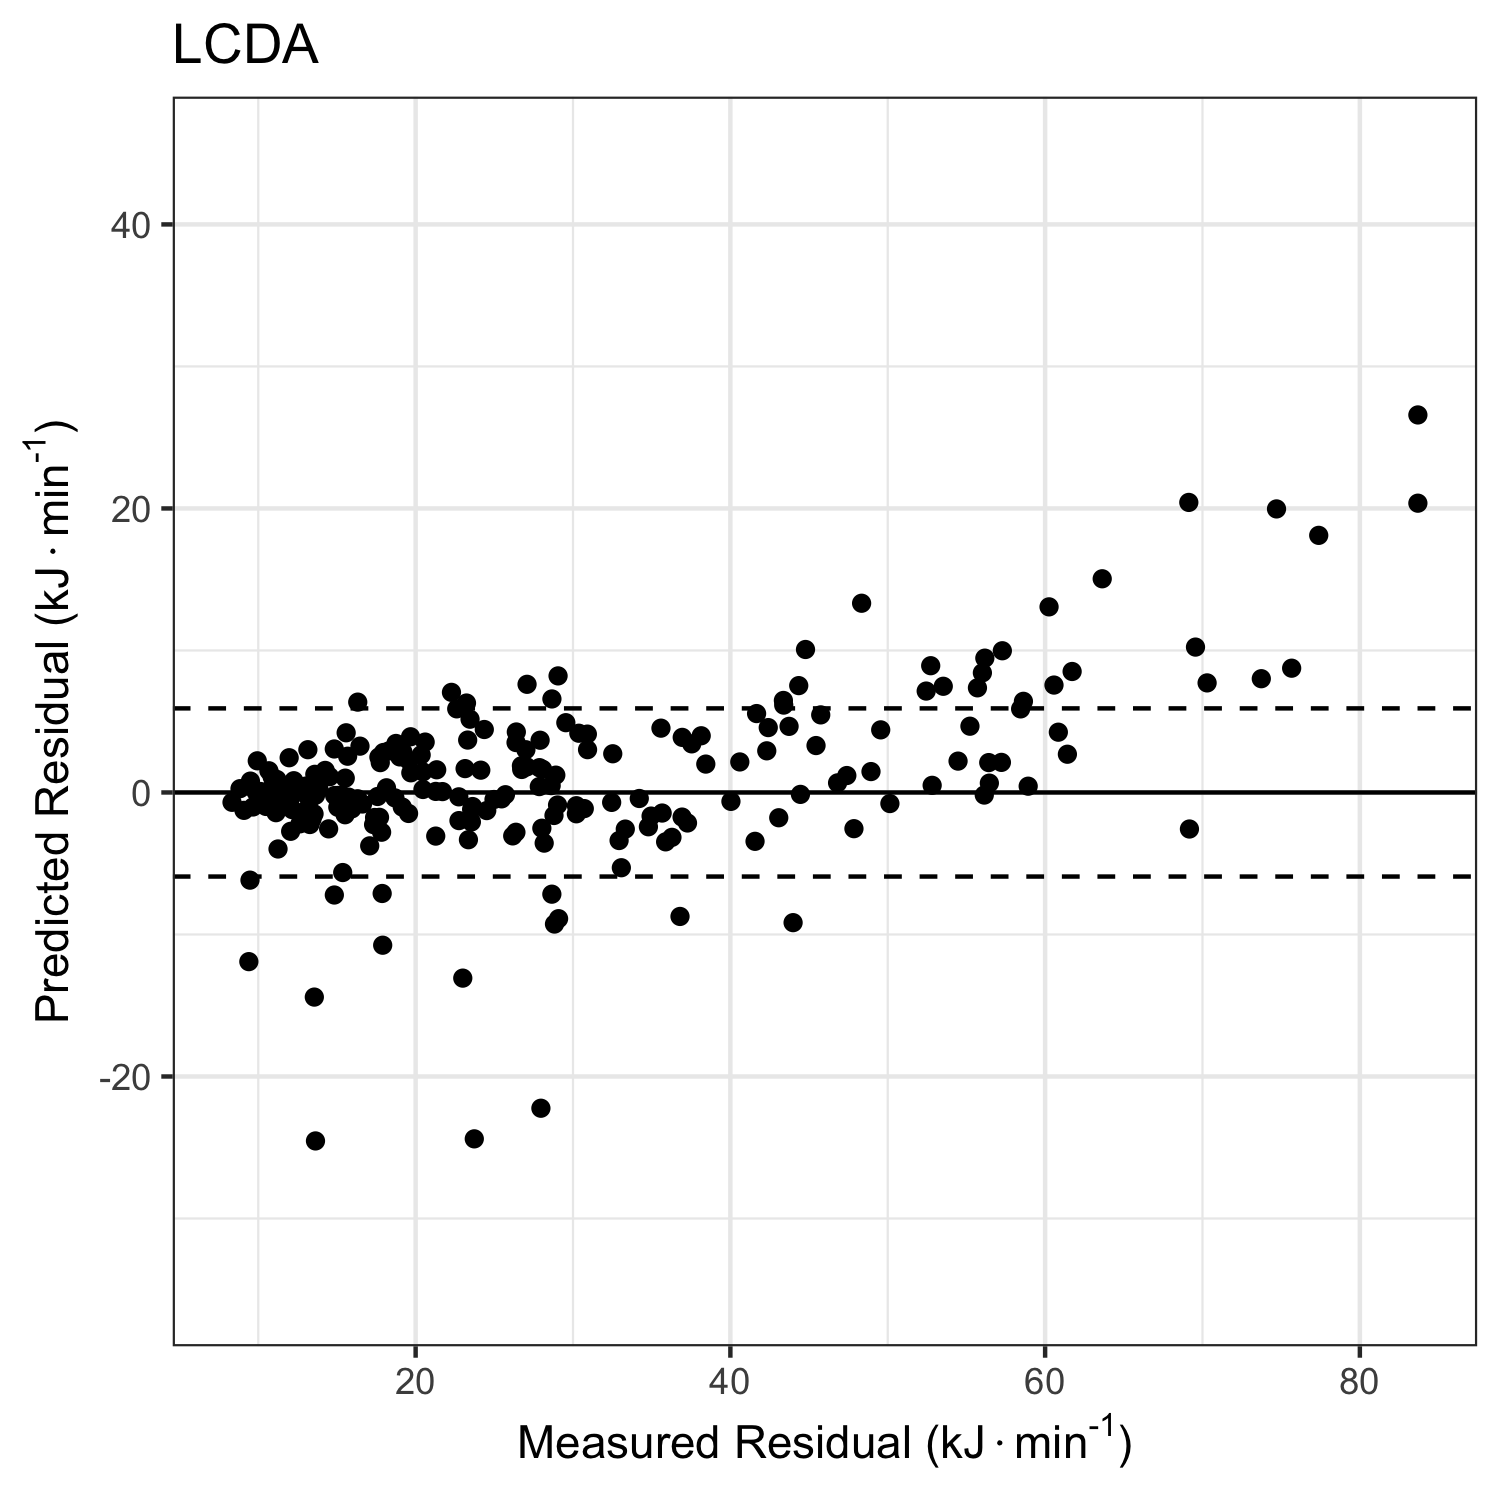 LCDA
Predicted Residual (kJ · min⁻¹)
40
20
0
-20
20 40 60 80
Measured Residual (kJ · min⁻¹)